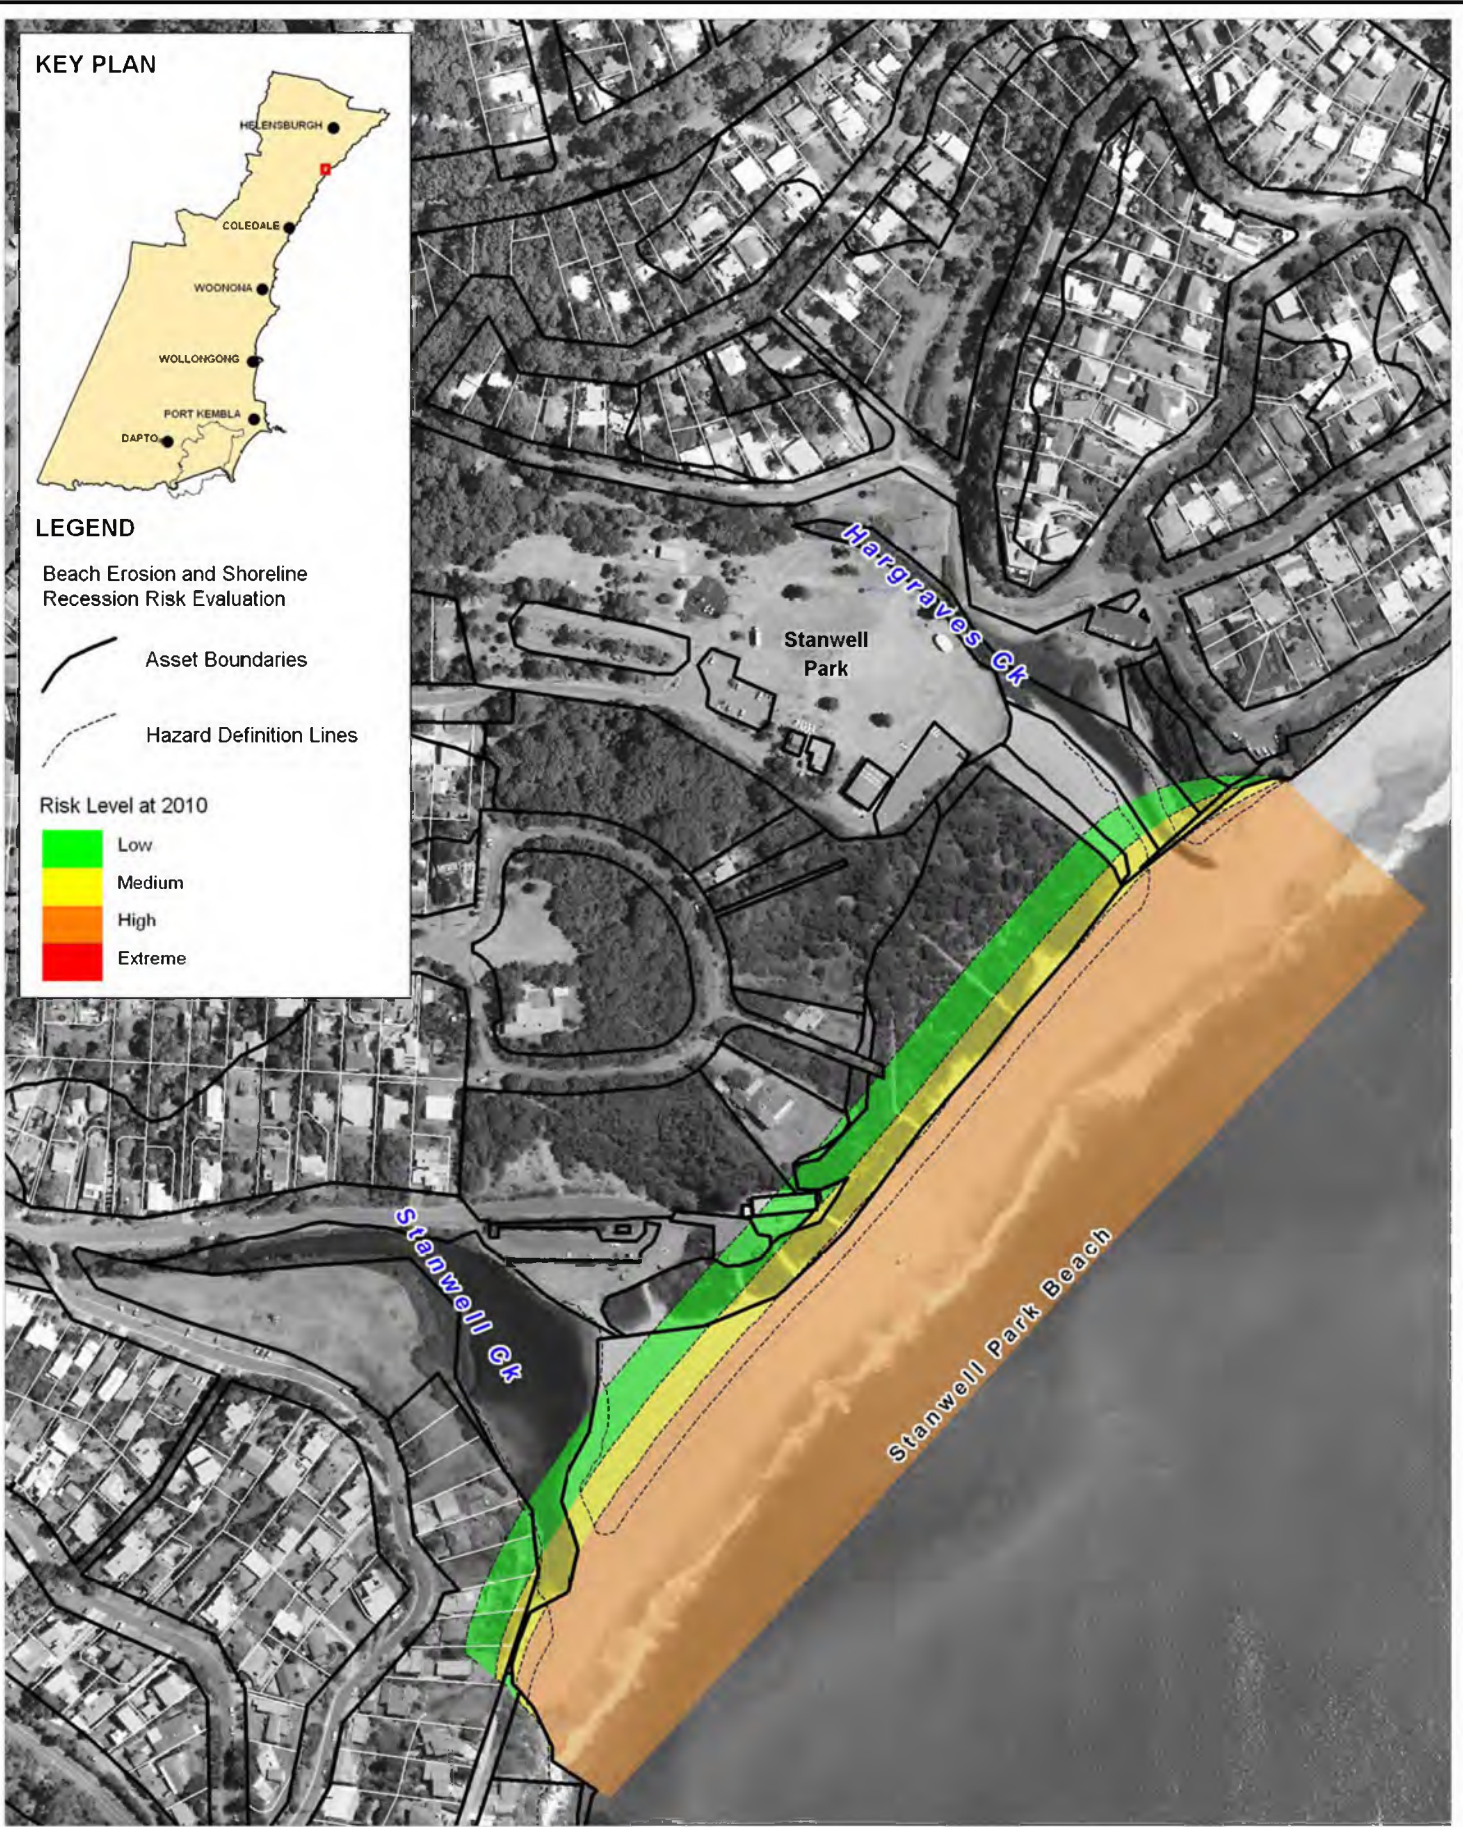 KEY PLAN
HELENSBURGH
COLEDALE
WOONONA
WOLLONGONG
PORT KEMBLA
DAPTO
LEGEND
Beach Erosion and Shoreline
Recession Risk Evaluation
Asset Boundaries
Hazard Definition Lines
Risk Level at 2010
Low
Medium
High
Extreme
Hargraves Ck
Stanwell
Park
Stanwell Ck
Stanwell Park Beach